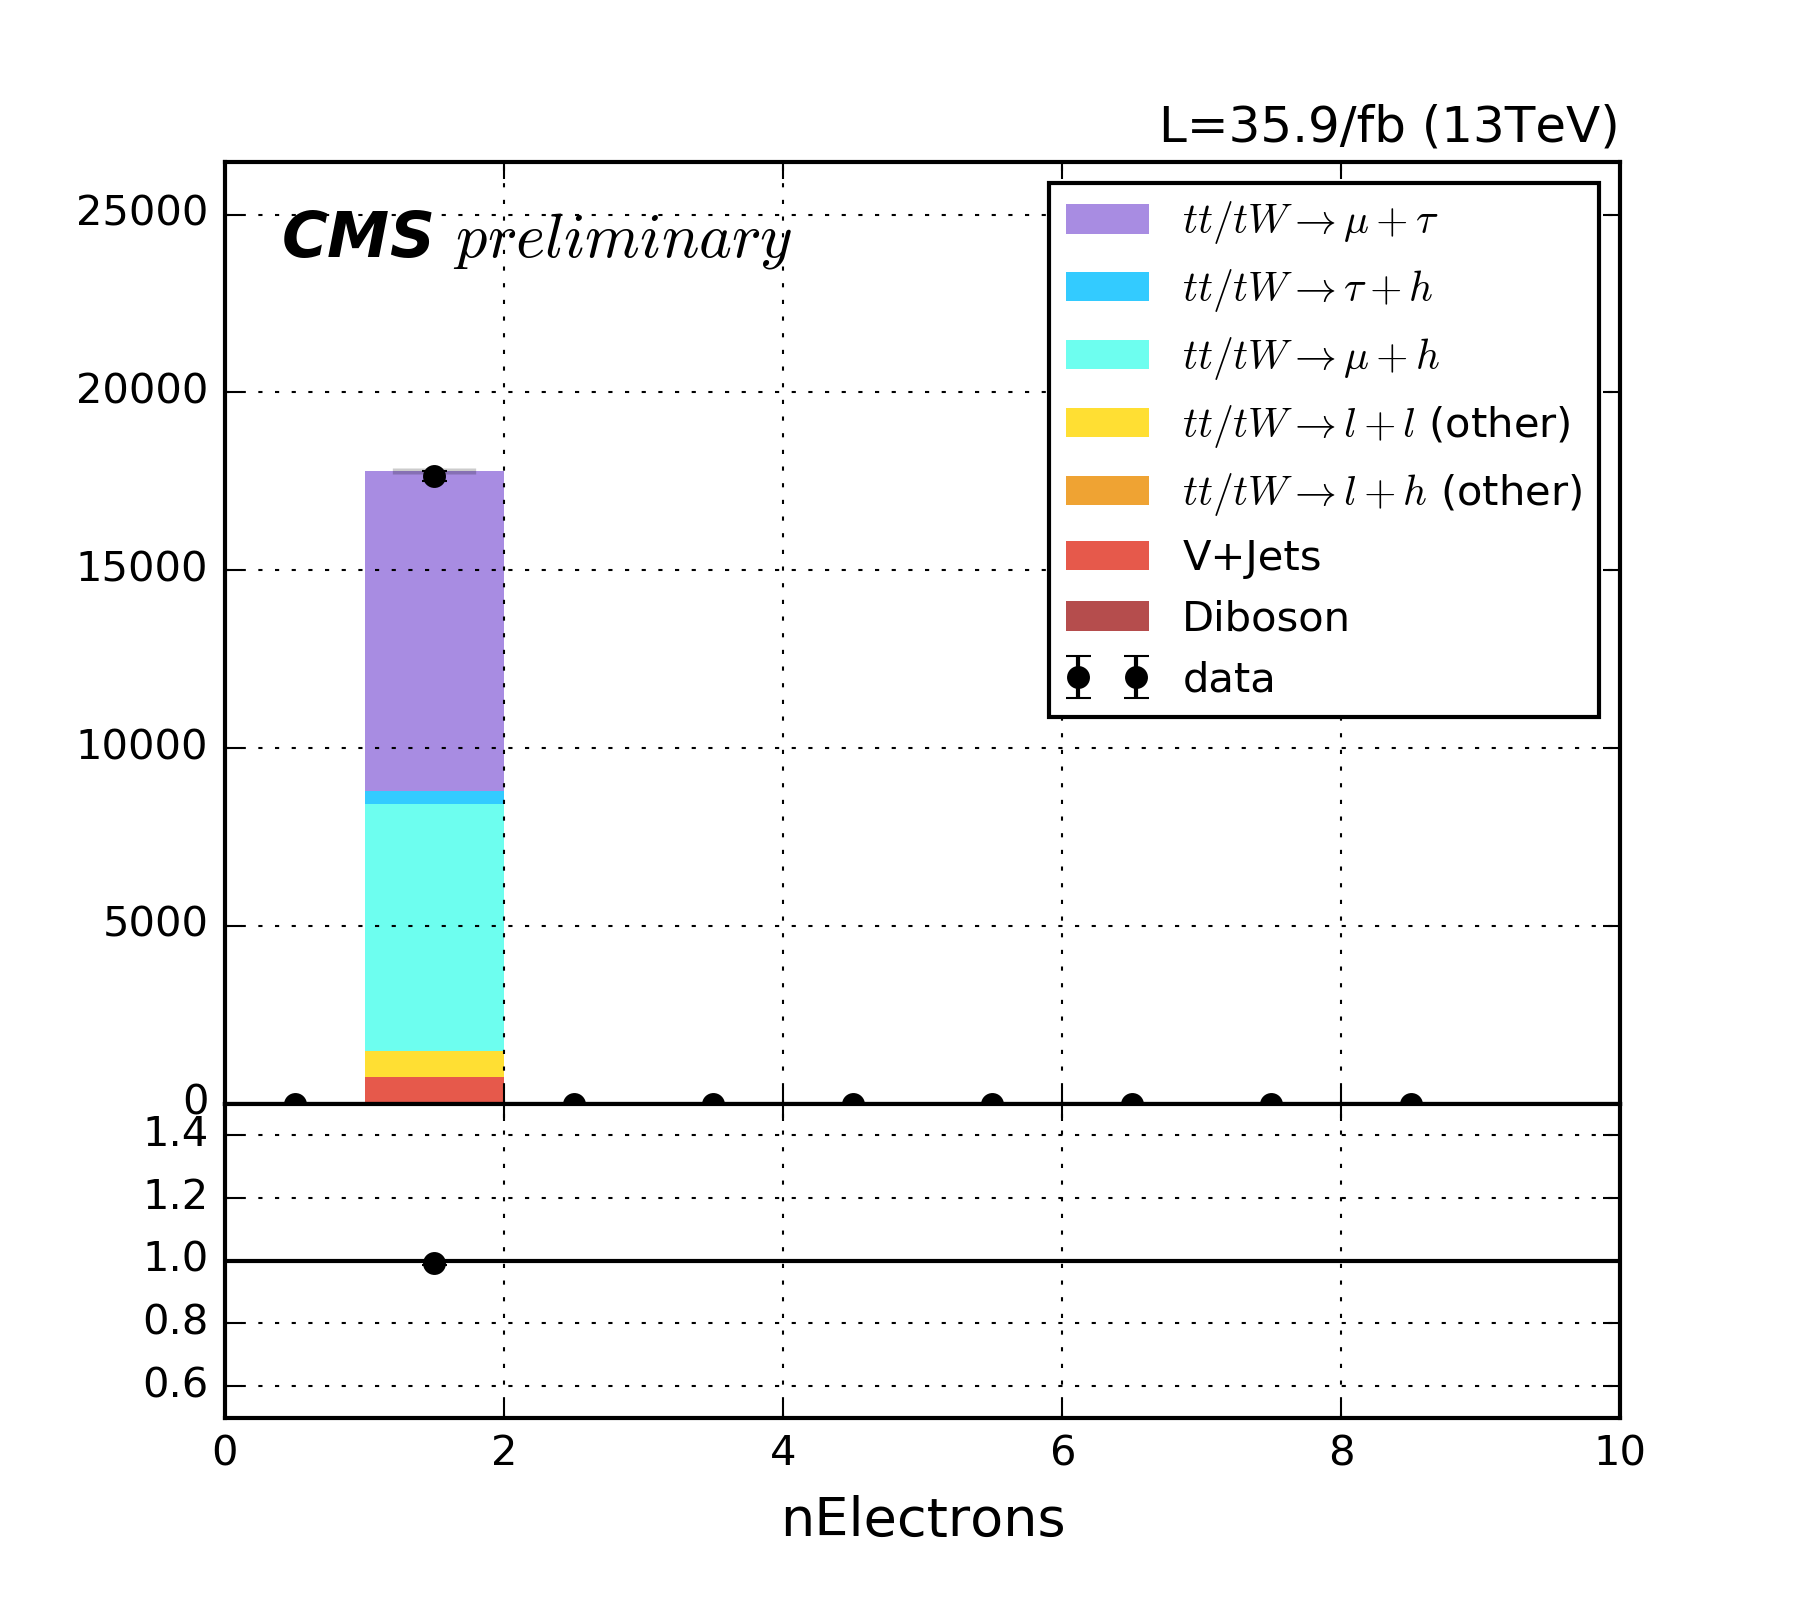 L=35.9/fb (13TeV)
CMS preliminary
25000
20000
15000
10000
5000
0
tt/tW → μ + τ
tt/tW → τ + h
tt/tW → μ + h
tt/tW → l + l (other)
tt/tW → l + h (other)
V+Jets
Diboson
data
1.4
1.2
1.0
0.8
0.6
0 2 4 6 8 10
nElectrons